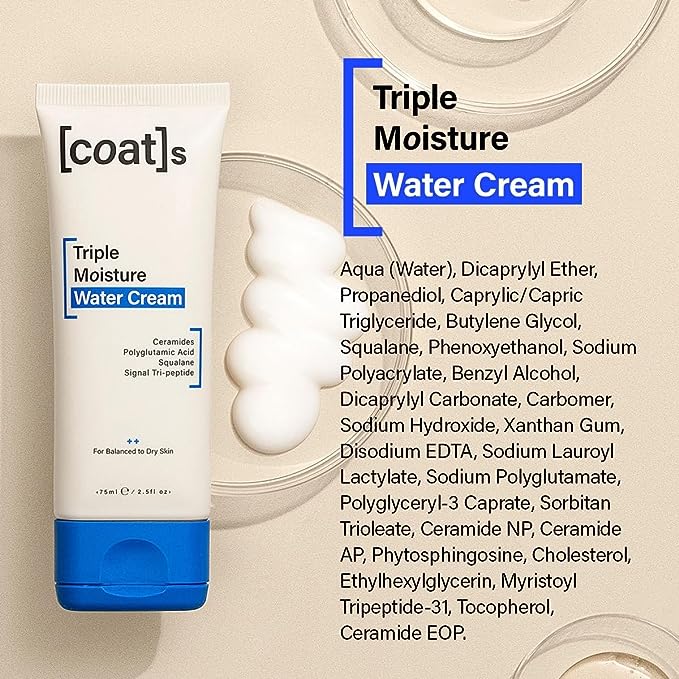 [coat]s
Triple
Moisture
Water Cream
Ceramides
Polyglutamic Acid
Squalane
Signal Tri-peptide
++
For Balanced to Dry Skin
<75ml ℮ / 2.5fl oz>
Triple
Moisture
Water Cream
Aqua (Water), Dicaprylyl Ether,
Propanediol, Caprylic/Capric
Triglyceride, Butylene Glycol,
Squalane, Phenoxyethanol, Sodium
Polyacrylate, Benzyl Alcohol,
Dicaprylyl Carbonate, Carbomer,
Sodium Hydroxide, Xanthan Gum,
Disodium EDTA, Sodium Lauroyl
Lactylate, Sodium Polyglutamate,
Polyglyceryl-3 Caprate, Sorbitan
Trioleate, Ceramide NP, Ceramide
AP, Phytosphingosine, Cholesterol,
Ethylhexylglycerin, Myristoyl
Tripeptide-31, Tocopherol,
Ceramide EOP.